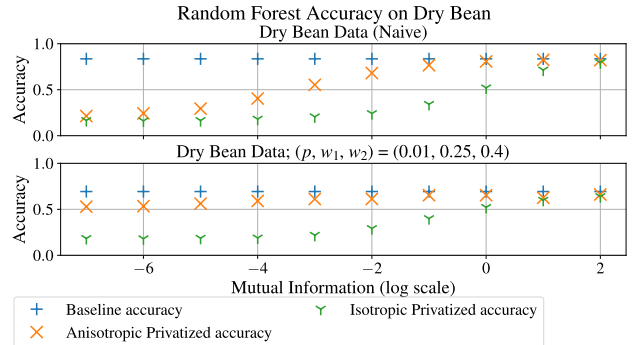 Random Forest Accuracy on Dry Bean
Dry Bean Data (Naive)
Accuracy
1.0
0.5
0.0
Dry Bean Data; (p, w₁, w₂) = (0.01, 0.25, 0.4)
Accuracy
1.0
0.5
0.0
−6 −4 −2 0 2
Mutual Information (log scale)
Baseline accuracy
Anisotropic Privatized accuracy
Isotropic Privatized accuracy